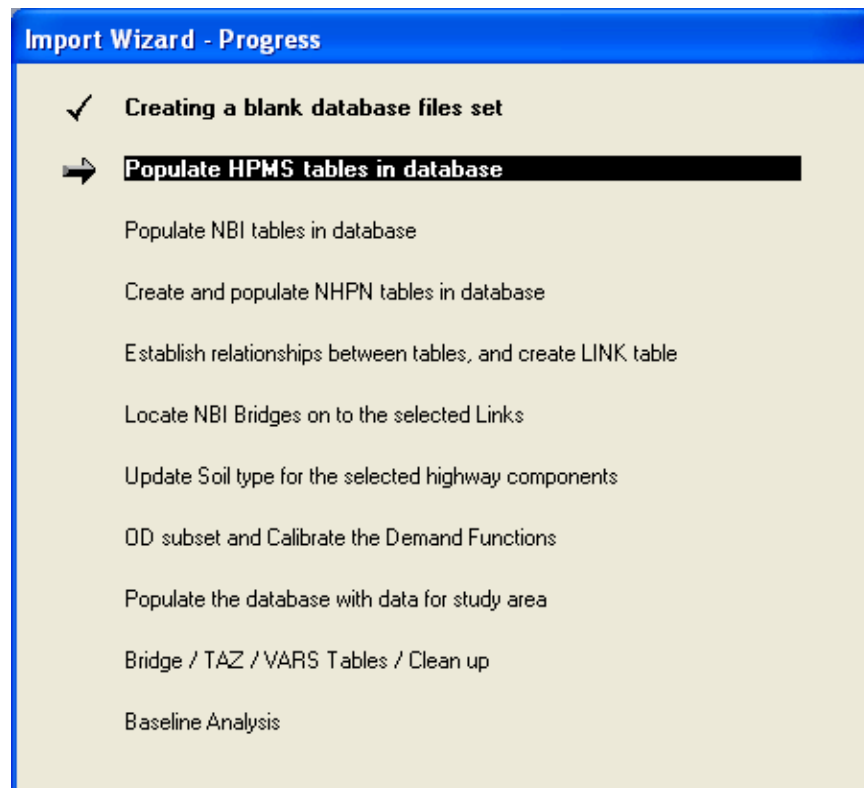 Import Wizard - Progress
Creating a blank database files set
Populate HPMS tables in database
Populate NBI tables in database
Create and populate NHPN tables in database
Establish relationships between tables, and create LINK table
Locate NBI Bridges on to the selected Links
Update Soil type for the selected highway components
OD subset and Calibrate the Demand Functions
Populate the database with data for study area
Bridge / TAZ / VARS Tables / Clean up
Baseline Analysis